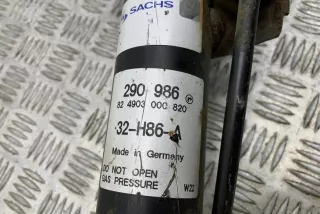 SACHS
290 986
82 4903 000 820
32-H86-A
Made in Germany
DO NOT OPEN
GAS PRESSURE W22